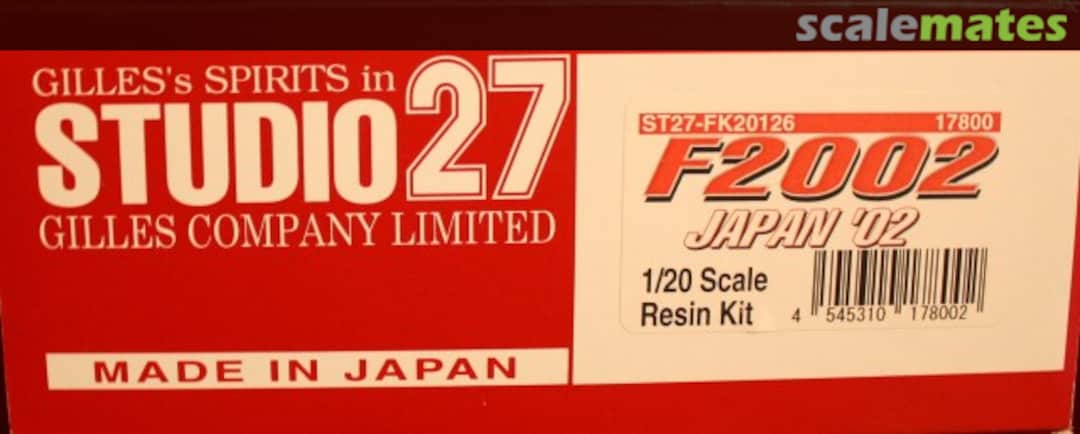 scalemates
GILLES's SPIRITS in
STUDIO27
GILLES COMPANY LIMITED
MADE IN JAPAN
ST27-FK20126 17800
F2002
JAPAN '02
1/20 Scale
Resin Kit
4 545310 178002